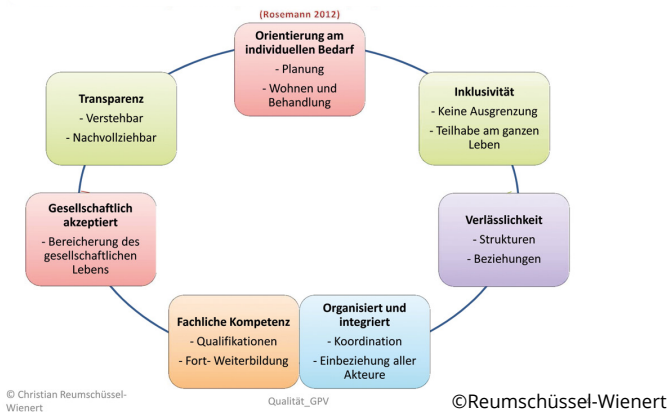 (Rosemann 2012)
Orientierung am
individuellen Bedarf
- Planung
- Wohnen und
Behandlung
Inklusivität
- Keine Ausgrenzung
- Teilhabe am ganzen
Leben
Verlässlichkeit
- Strukturen
- Beziehungen
Organisiert und
integriert
- Koordination
- Einbeziehung aller
Akteure
Fachliche Kompetenz
- Qualifikationen
- Fort- Weiterbildung
Gesellschaftlich
akzeptiert
- Bereicherung des
gesellschaftlichen
Lebens
Transparenz
- Verstehbar
- Nachvollziehbar
© Christian Reumschüssel-
Wienert
Qualität_GPV
©Reumschüssel-Wienert